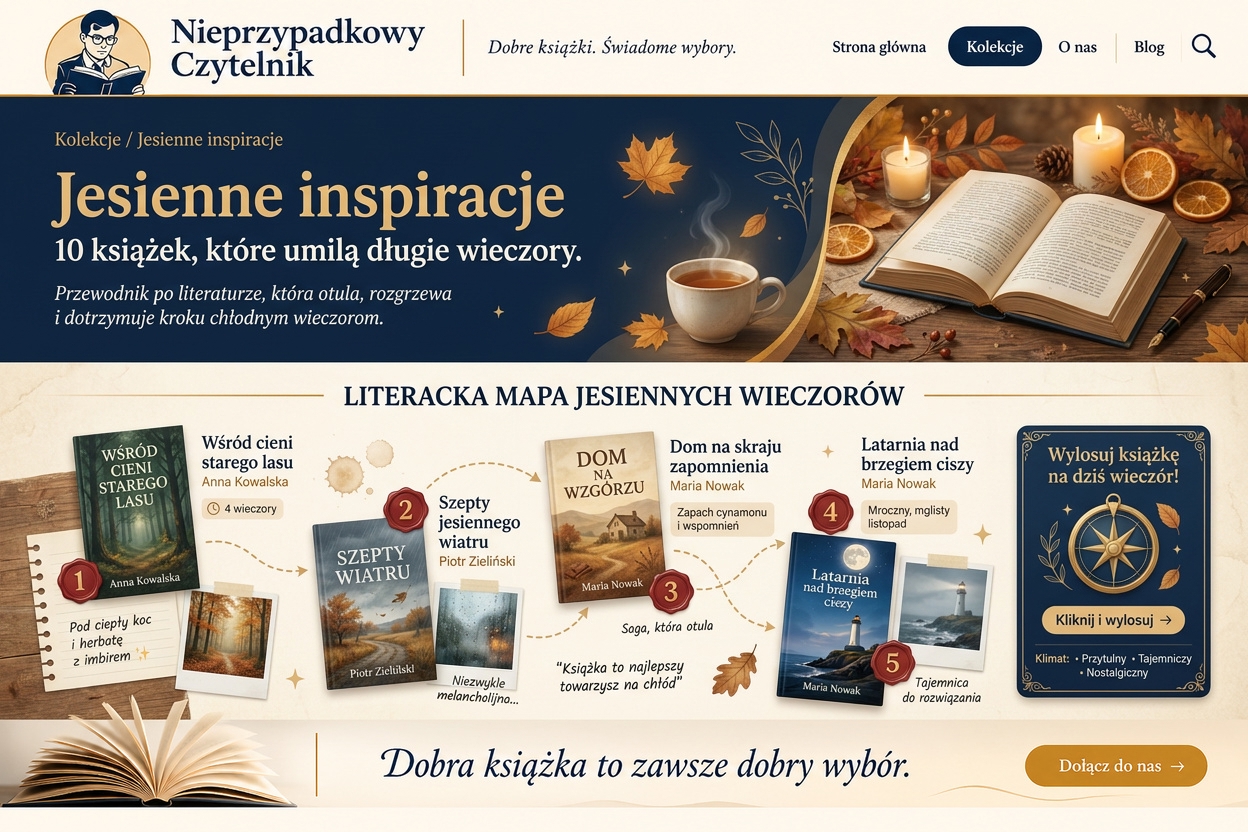 Nieprzypadkowy
Czytelnik
Dobre książki. Świadome wybory.
Strona główna
Kolekcje
O nas
Blog
Kolekcje / Jesienne inspiracje
Jesienne inspiracje
10 książek, które umilą długie wieczory.
Przewodnik po literaturze, która otula, rozgrzewa
i dotrzymuje kroku chłodnym wieczorom.
LITERACKA MAPA JESIENNYCH WIECZORÓW
WŚRÓD
CIENI
STAREGO
LASU
Anna Kowalska
1
Wśród cieni
starego lasu
Anna Kowalska
4 wieczory
Pod ciepły koc
i herbatę
z imbirem
SZEPTY
WIATRU
Piotr Zieliński
2
Szepty
jesiennego
wiatru
Piotr Zieliński
Niezwykle
melancholijno...
DOM
NA
WZGÓRZU
Maria Nowak
3
Dom na skraju
zapomnienia
Maria Nowak
Zapach cynamonu
i wspomnień
Saga, która otula
"Książka to najlepszy
towarzysz na chłód"
4
Latarnia nad
brzegiem ciszy
Maria Nowak
Mroczny, mglisty
listopad
Latarnia
nad brzegiem
ciszy
Maria Nowak
5
Tajemnica
do rozwiązania
Wylosuj książkę
na dziś wieczór!
Kliknij i wylosuj →
Klimat: • Przytulny • Tajemniczy
• Nostalgiczny
Dobra książka to zawsze dobry wybór.
Dołącz do nas →